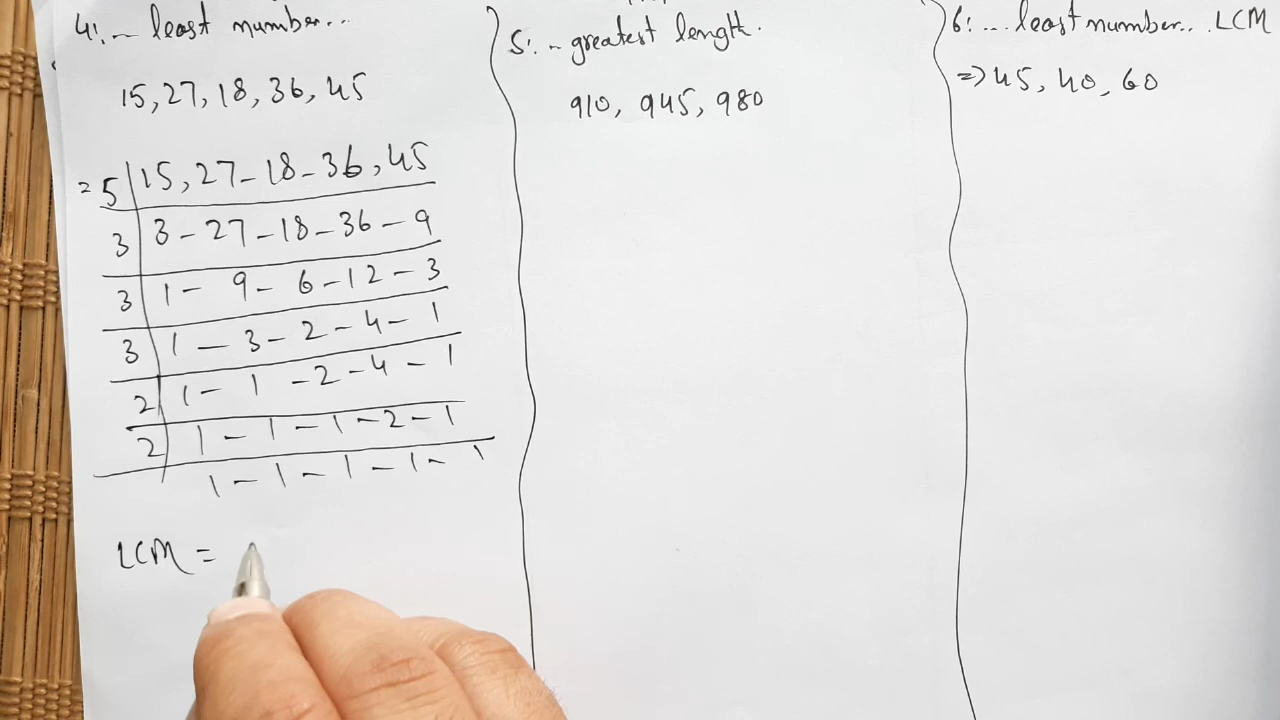 4:. - least number...
15, 27, 18, 36, 45
= 5 | 15, 27 - 18 - 36, 45
3 | 3 - 27 - 18 - 36 - 9
3 | 1 - 9 - 6 - 12 - 3
3 | 1 - 3 - 2 - 4 - 1
2 | 1 - 1 - 2 - 4 - 1
2 | 1 - 1 - 1 - 2 - 1
1 - 1 - 1 - 1 - 1
LCM =
5:. - greatest length.
910, 945, 980
6: ... least number... LCM
=> 45, 40, 60